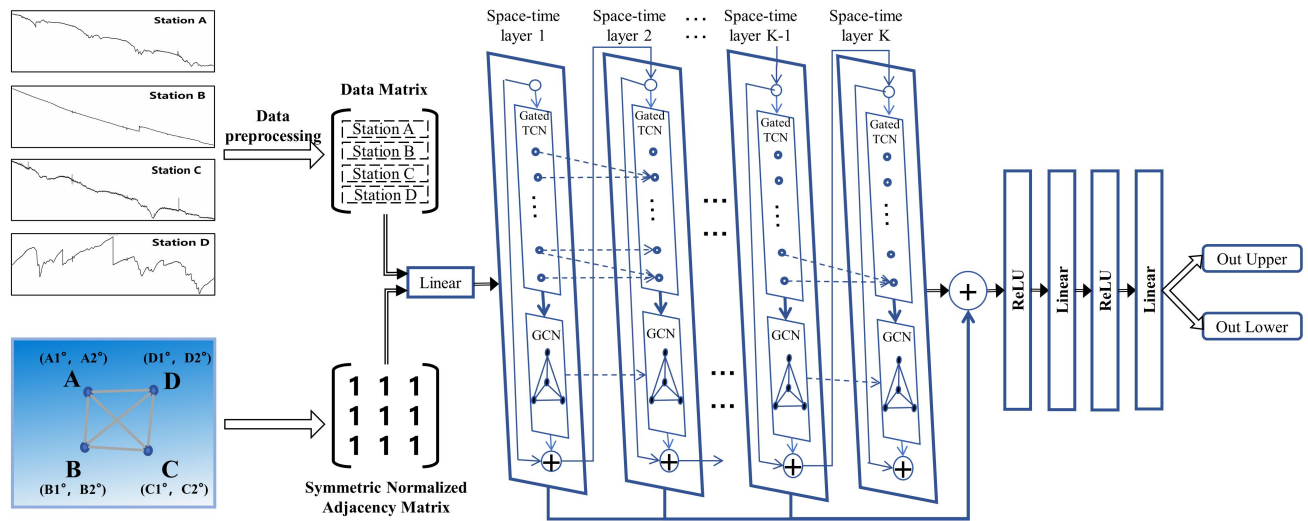 Station A
Station B
Station C
Station D
Data
preprocessing
Data Matrix
Station A
Station B
Station C
Station D
(A1°, A2°)
(D1°, D2°)
A
D
B
C
(B1°, B2°)
(C1°, C2°)
1 1 1
1 1 1
1 1 1
Symmetric Normalized
Adjacency Matrix
Linear
Space-time
layer 1
Space-time
layer 2
... 
...
Space-time
layer K-1
Space-time
layer K
Gated
TCN
Gated
TCN
Gated
TCN
Gated
TCN
...
...
GCN
GCN
GCN
GCN
...
...
+
+
+
+
+
ReLU
Linear
ReLU
Linear
Out Upper
Out Lower